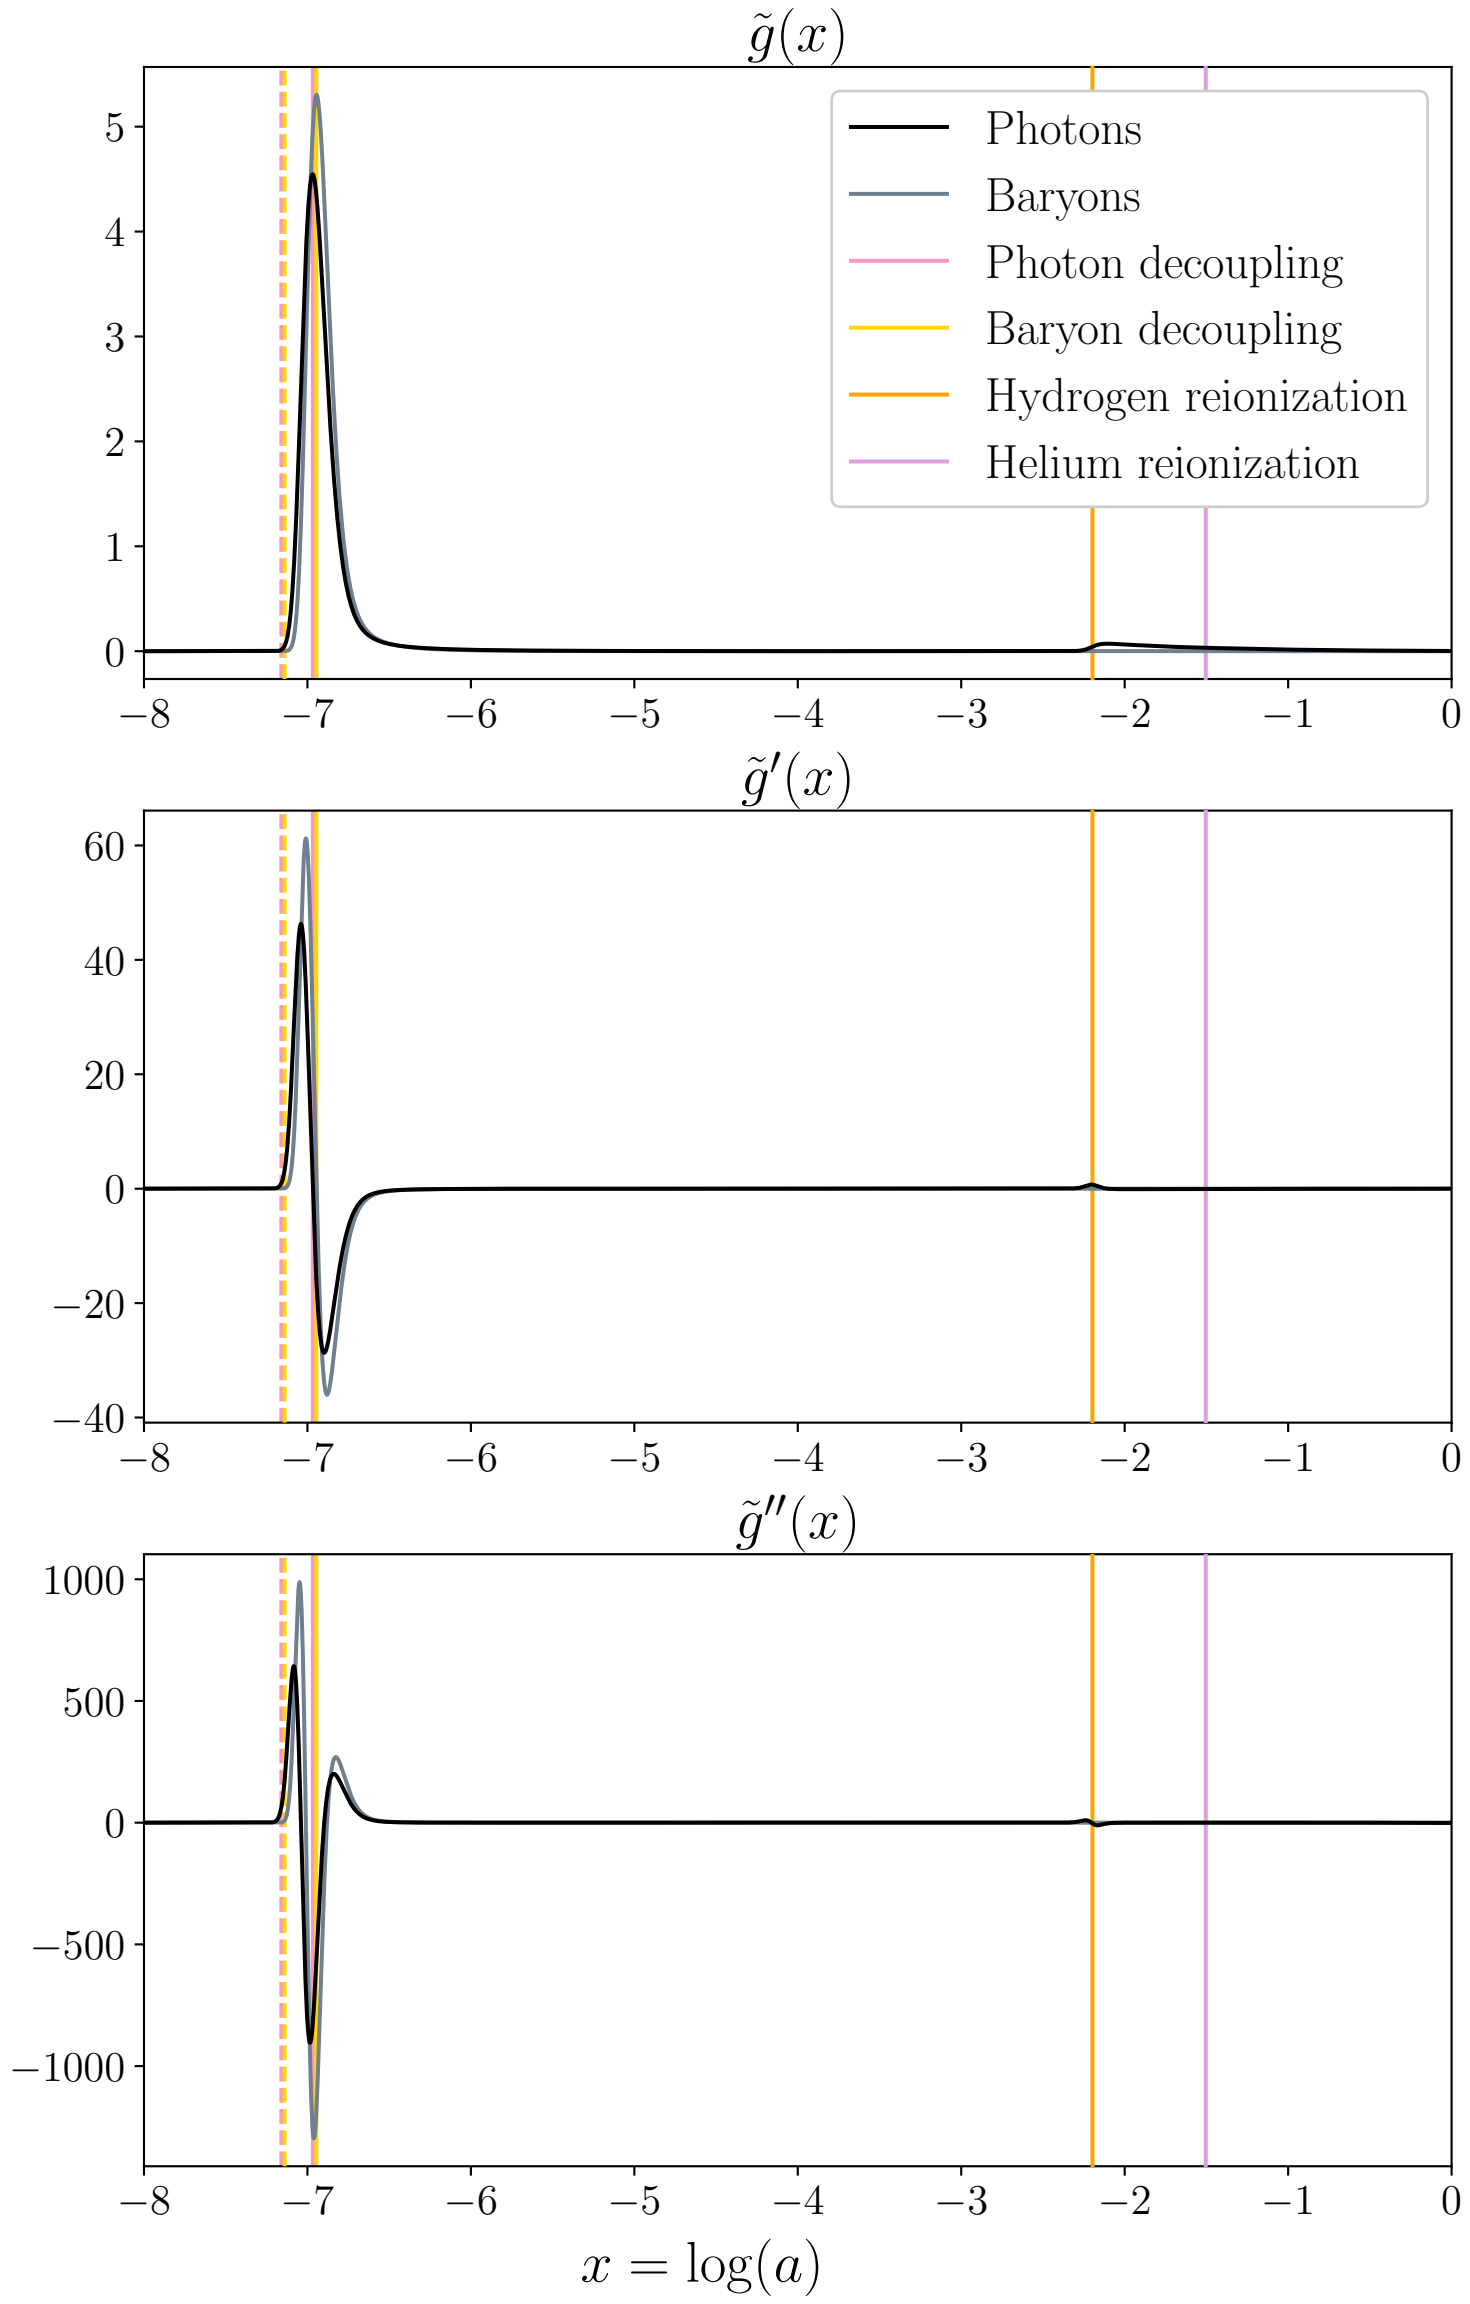 g̃(x)
5
4
3
2
1
0
Photons
Baryons
Photon decoupling
Baryon decoupling
Hydrogen reionization
Helium reionization
−8 −7 −6 −5 −4 −3 −2 −1 0
g̃′(x)
60
40
20
0
−20
−40
−8 −7 −6 −5 −4 −3 −2 −1 0
g̃′′(x)
1000
500
0
−500
−1000
−8 −7 −6 −5 −4 −3 −2 −1 0
x = log(a)